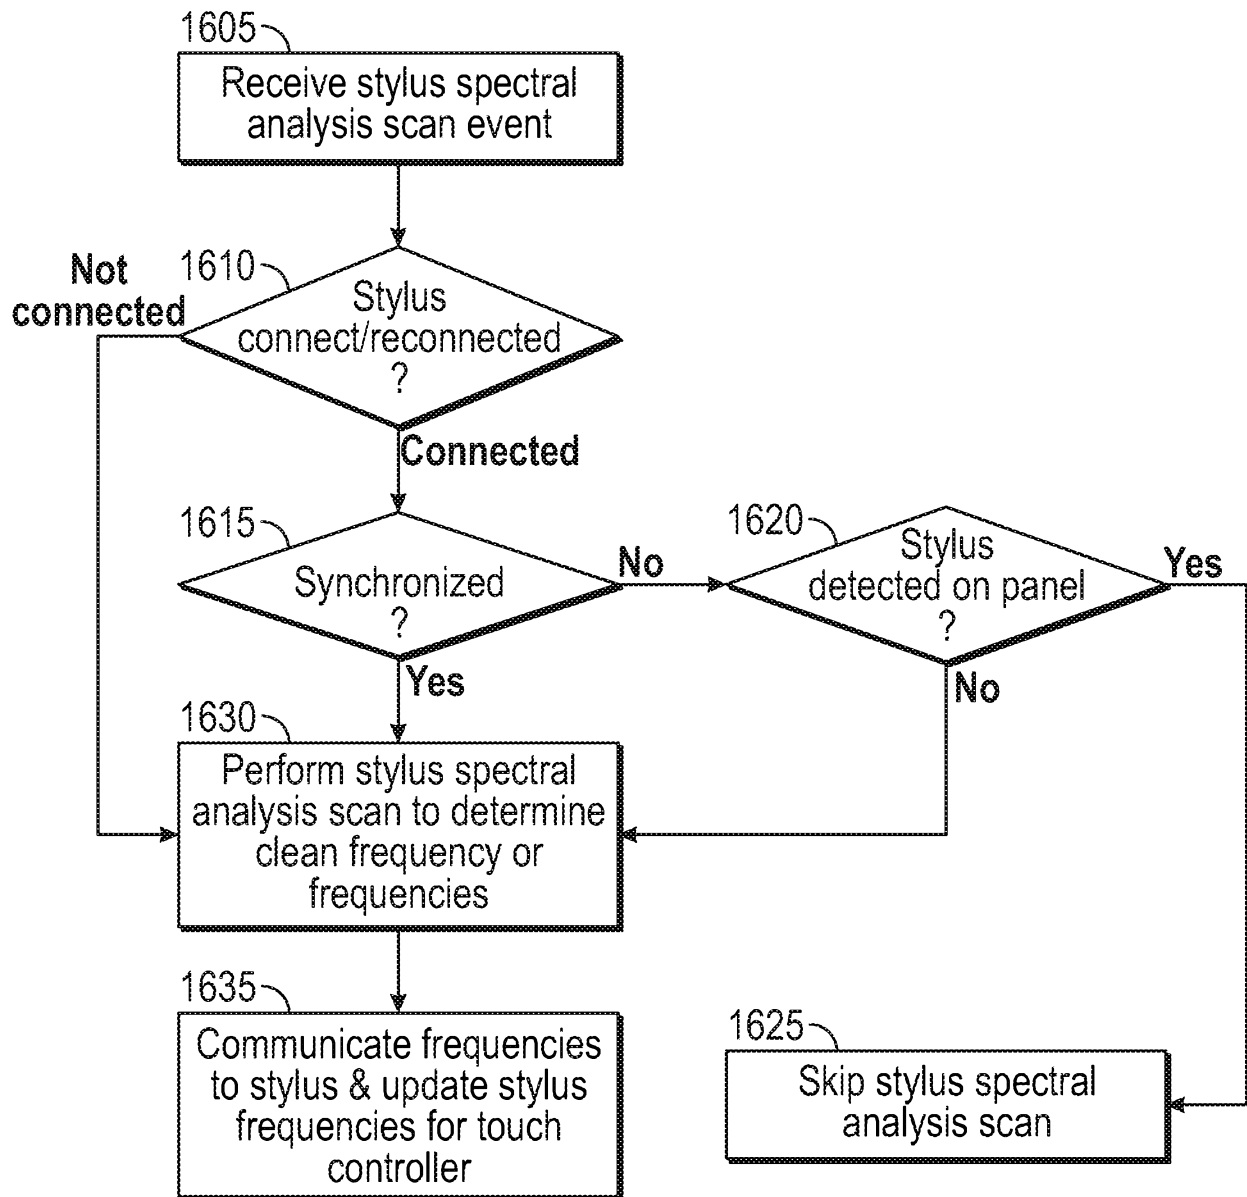 1605
Receive stylus spectral
analysis scan event
1610
Not
connected
Stylus
connect/reconnected
?
Connected
1615
Synchronized
?
No
Yes
1620
Stylus
detected on panel
?
Yes
No
1630
Perform stylus spectral
analysis scan to determine
clean frequency or
frequencies
1635
Communicate frequencies
to stylus & update stylus
frequencies for touch
controller
1625
Skip stylus spectral
analysis scan